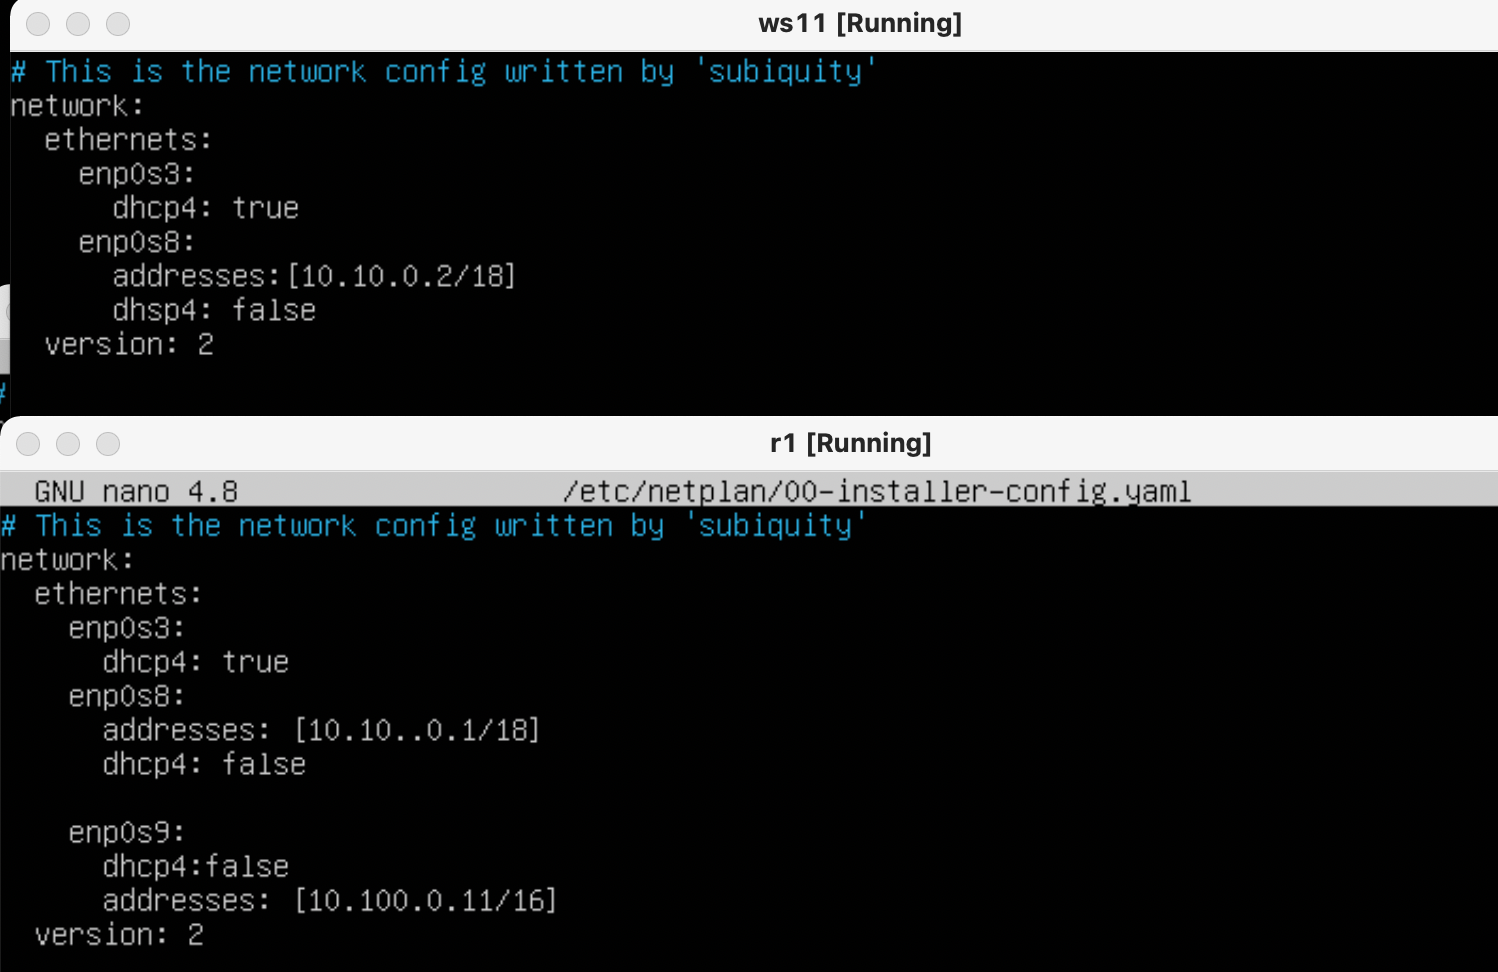 ws11 [Running]
# This is the network config written by 'subiquity'
network:
  ethernets:
    enp0s3:
      dhcp4: true
    enp0s8:
      addresses:[10.10.0.2/18]
      dhsp4: false
  version: 2
#
r1 [Running]
GNU nano 4.8 /etc/netplan/00-installer-config.yaml
# This is the network config written by 'subiquity'
network:
  ethernets:
    enp0s3:
      dhcp4: true
    enp0s8:
      addresses: [10.10..0.1/18]
      dhcp4: false
    enp0s9:
      dhcp4:false
      addresses: [10.100.0.11/16]
  version: 2